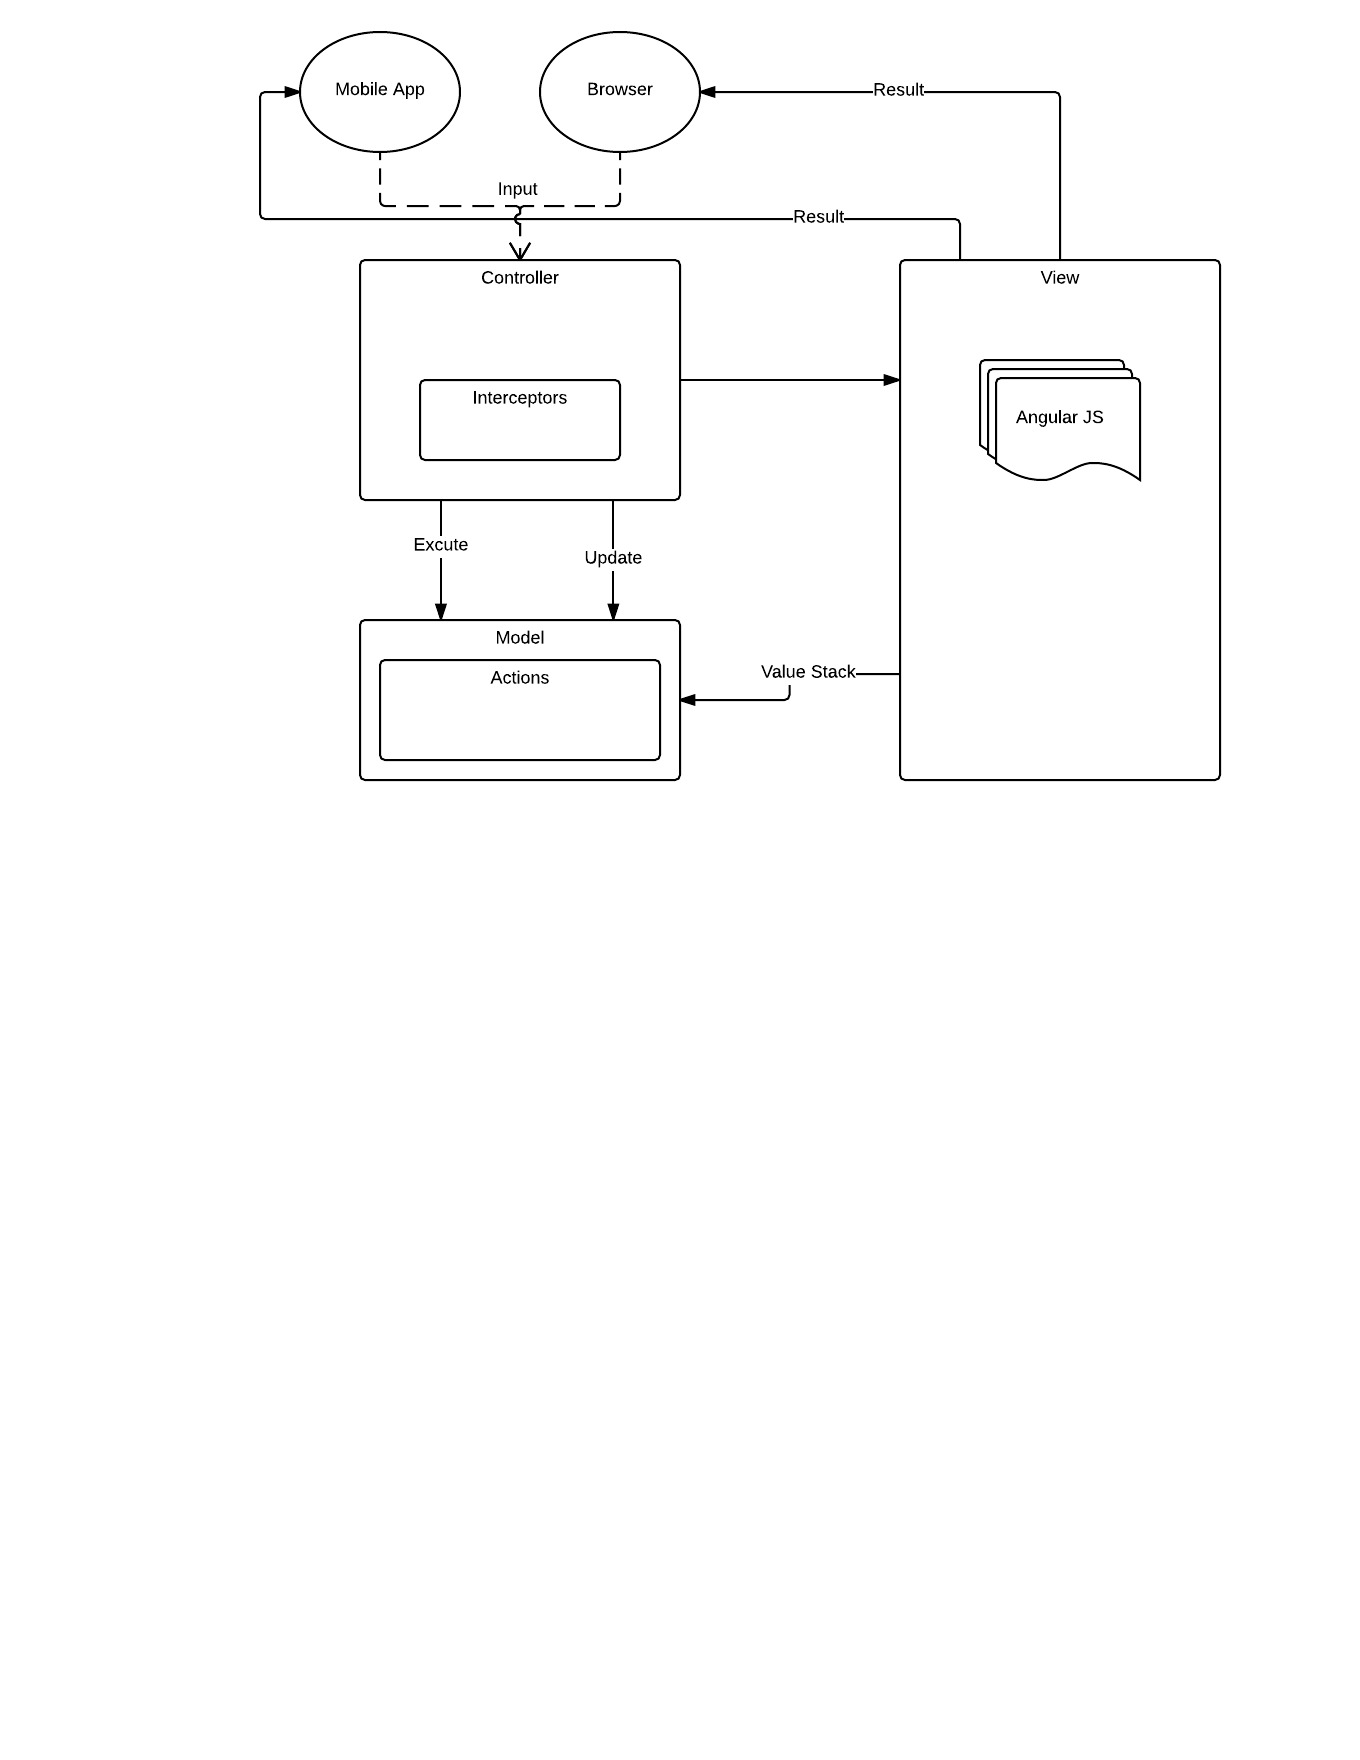 Mobile App
Browser
Result
Input
Result
Controller
View
Interceptors
Angular JS
Excute
Update
Model
Value Stack
Actions